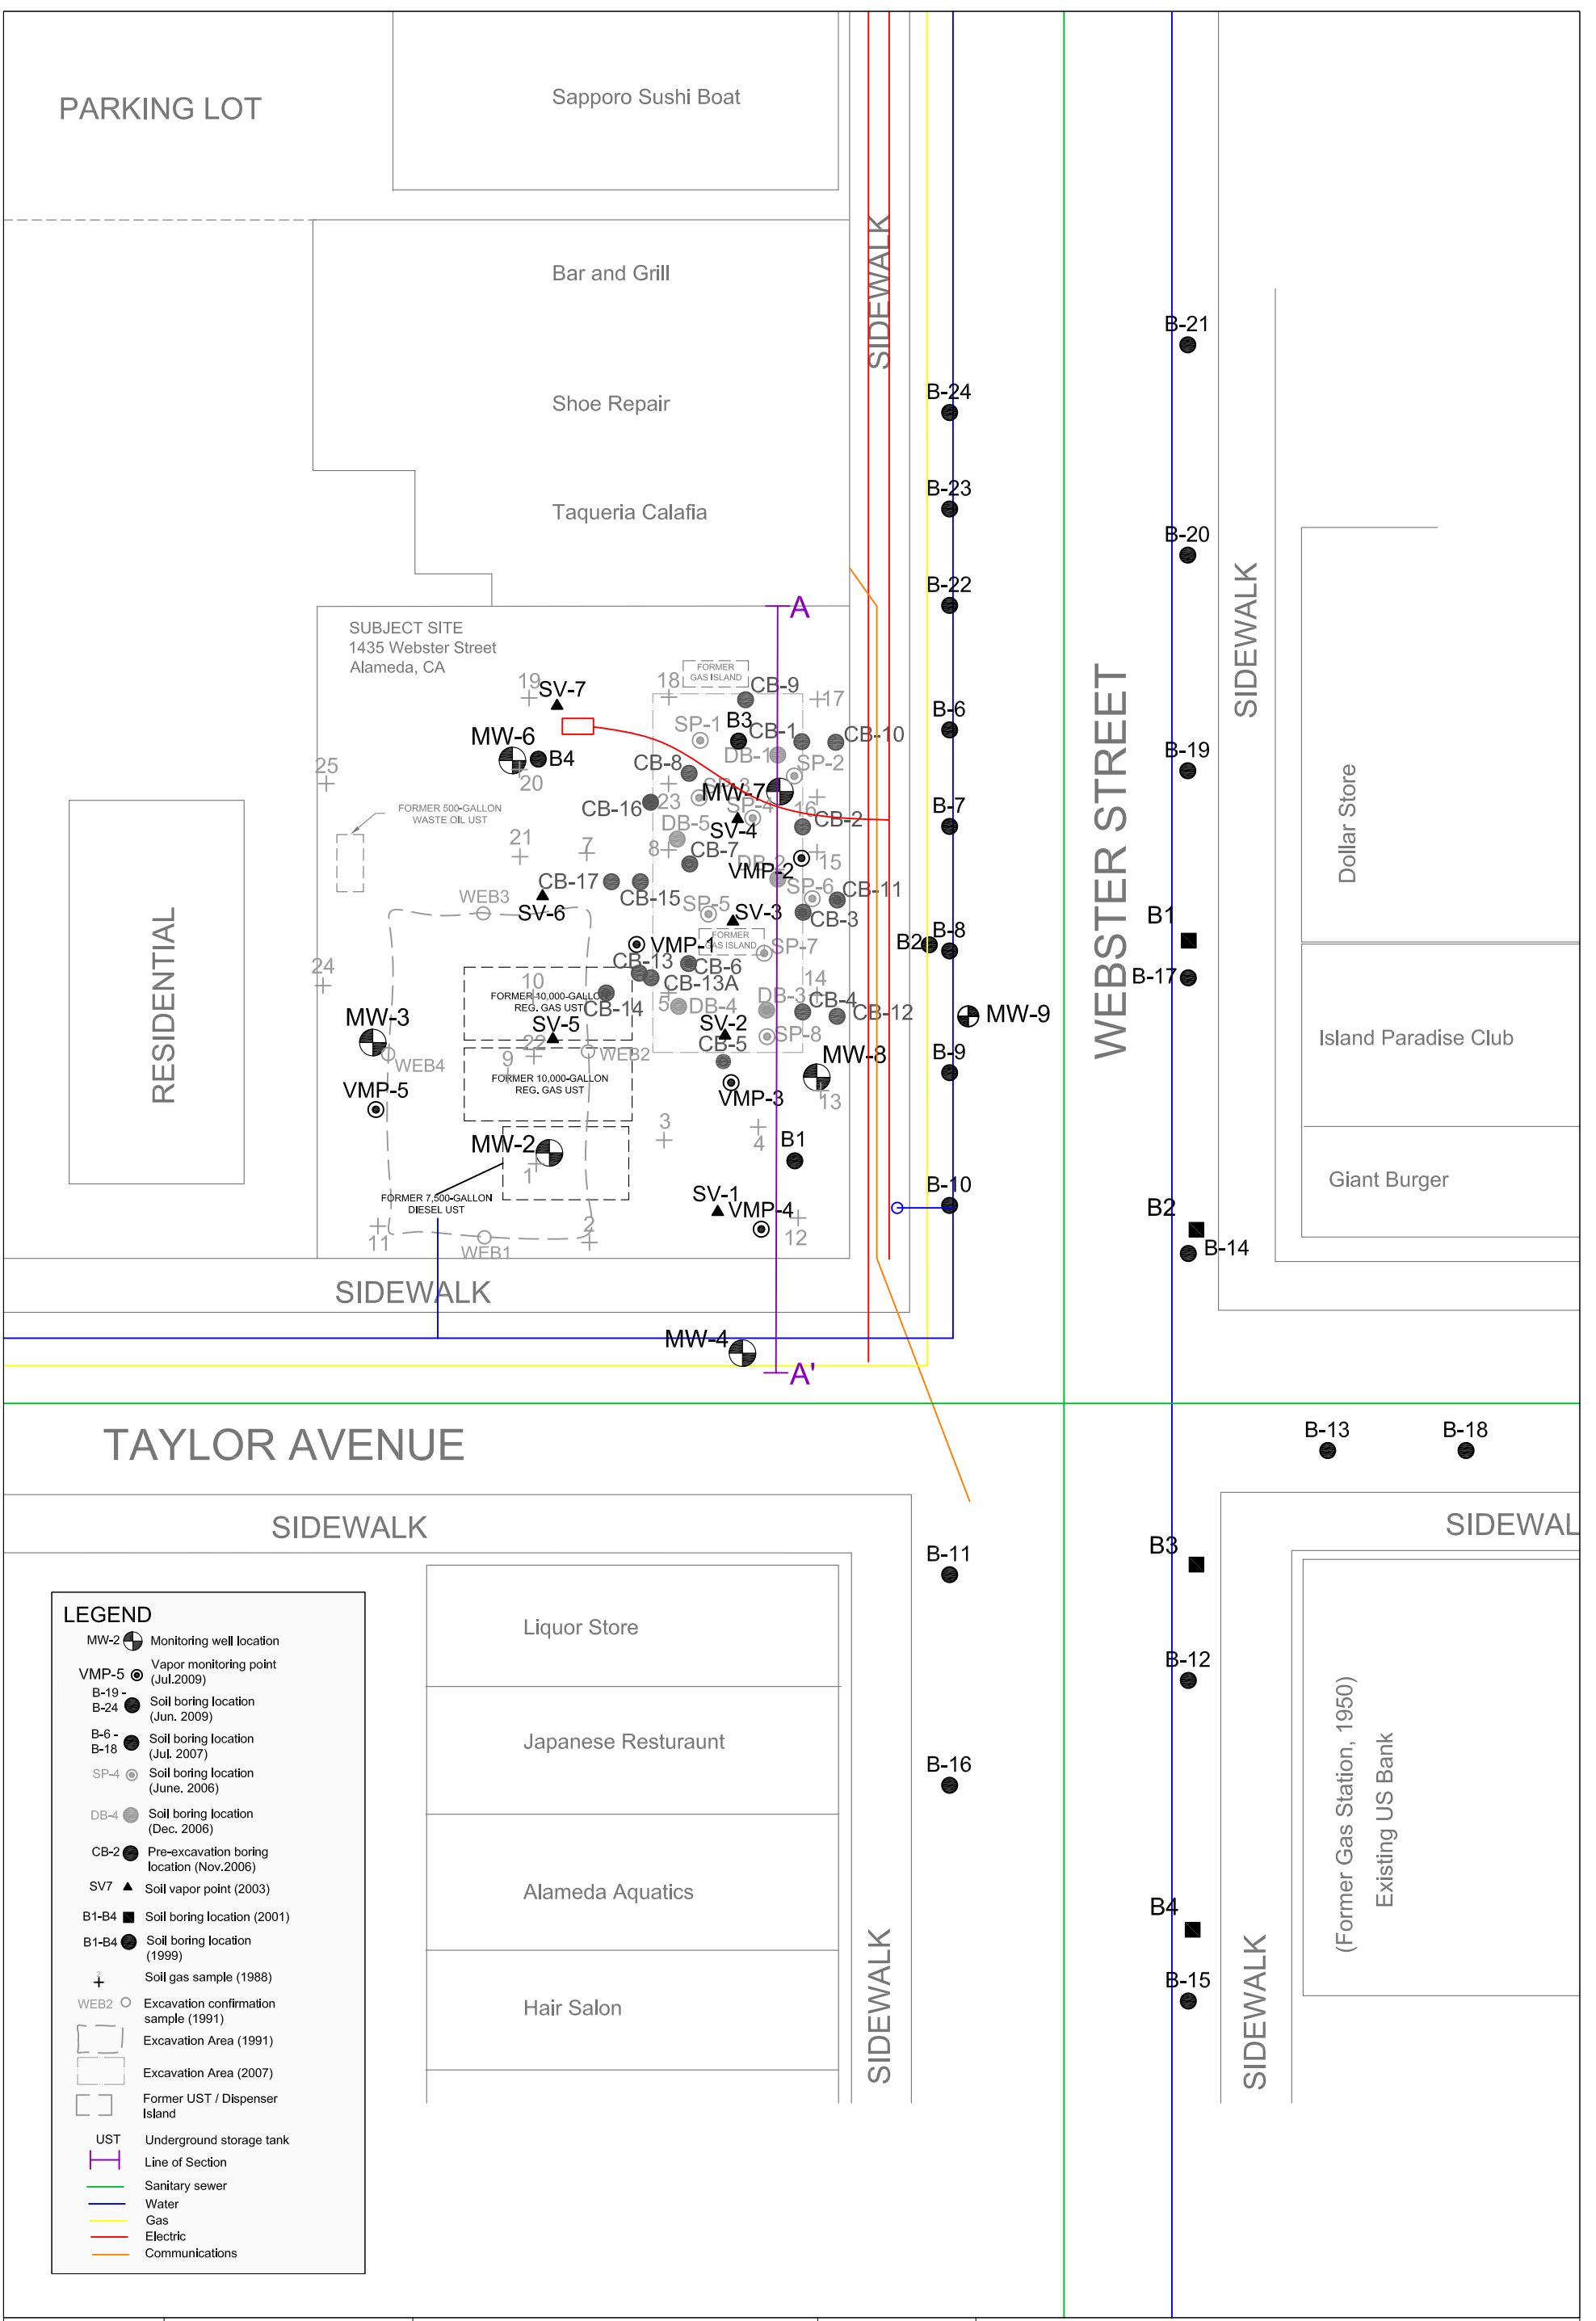 PARKING LOT
Sapporo Sushi Boat
Bar and Grill
Shoe Repair
Taqueria Calafia
SIDEWALK
B-21
B-24
B-23
B-20
B-22
SIDEWALK
WEBSTER STREET
A
SUBJECT SITE
1435 Webster Street
Alameda, CA
FORMER
GAS ISLAND
19
SV-7
18
CB-9
17
SP-1
B3
CB-1
CB-10
B-6
MW-6
B4
DB-1
SP-2
B-19
25
20
CB-8
SP-3
MW-7
Dollar Store
FORMER 500-GALLON
WASTE OIL UST
CB-16
23
SP-4
16
CB-2
B-7
DB-5
SV-4
21
7
8
CB-7
DB-2
15
VMP-2
CB-17
CB-15
SP-6
CB-11
WEB3
SV-6
SP-5
SV-3
CB-3
B1
RESIDENTIAL
VMP-1
FORMER
GAS ISLAND
SP-7
B2
B-8
24
10
CB-13
CB-6
14
B-17
CB-13A
FORMER 10,000-GALLON
REG. GAS UST
CB-14
5
DB-4
DB-3
CB-4
CB-12
MW-9
MW-3
SV-5
SV-2
SP-8
Island Paradise Club
WEB4
9
22
WEB2
CB-5
MW-8
B-9
FORMER 10,000-GALLON
REG. GAS UST
VMP-5
VMP-3
13
3
4
MW-2
B1
1
Giant Burger
FORMER 7,500-GALLON
DIESEL UST
SV-1
VMP-4
B-10
B2
11
2
12
WEB1
B-14
SIDEWALK
MW-4
A'
TAYLOR AVENUE
B-13
B-18
SIDEWALK
SIDEWAL
B-11
B3
Liquor Store
B-12
Japanese Resturaunt
B-16
(Former Gas Station, 1950)
Existing US Bank
Alameda Aquatics
B4
SIDEWALK
SIDEWALK
B-15
Hair Salon
LEGEND
MW-2 Monitoring well location
VMP-5 Vapor monitoring point
(Jul.2009)
B-19 -
B-24 Soil boring location
(Jun. 2009)
B-6 -
B-18 Soil boring location
(Jul. 2007)
SP-4 Soil boring location
(June. 2006)
DB-4 Soil boring location
(Dec. 2006)
CB-2 Pre-excavation boring
location (Nov.2006)
SV7 Soil vapor point (2003)
B1-B4 Soil boring location (2001)
B1-B4 Soil boring location
(1999)
Soil gas sample (1988)
WEB2 Excavation confirmation
sample (1991)
Excavation Area (1991)
Excavation Area (2007)
Former UST / Dispenser
Island
UST Underground storage tank
Line of Section
Sanitary sewer
Water
Gas
Electric
Communications